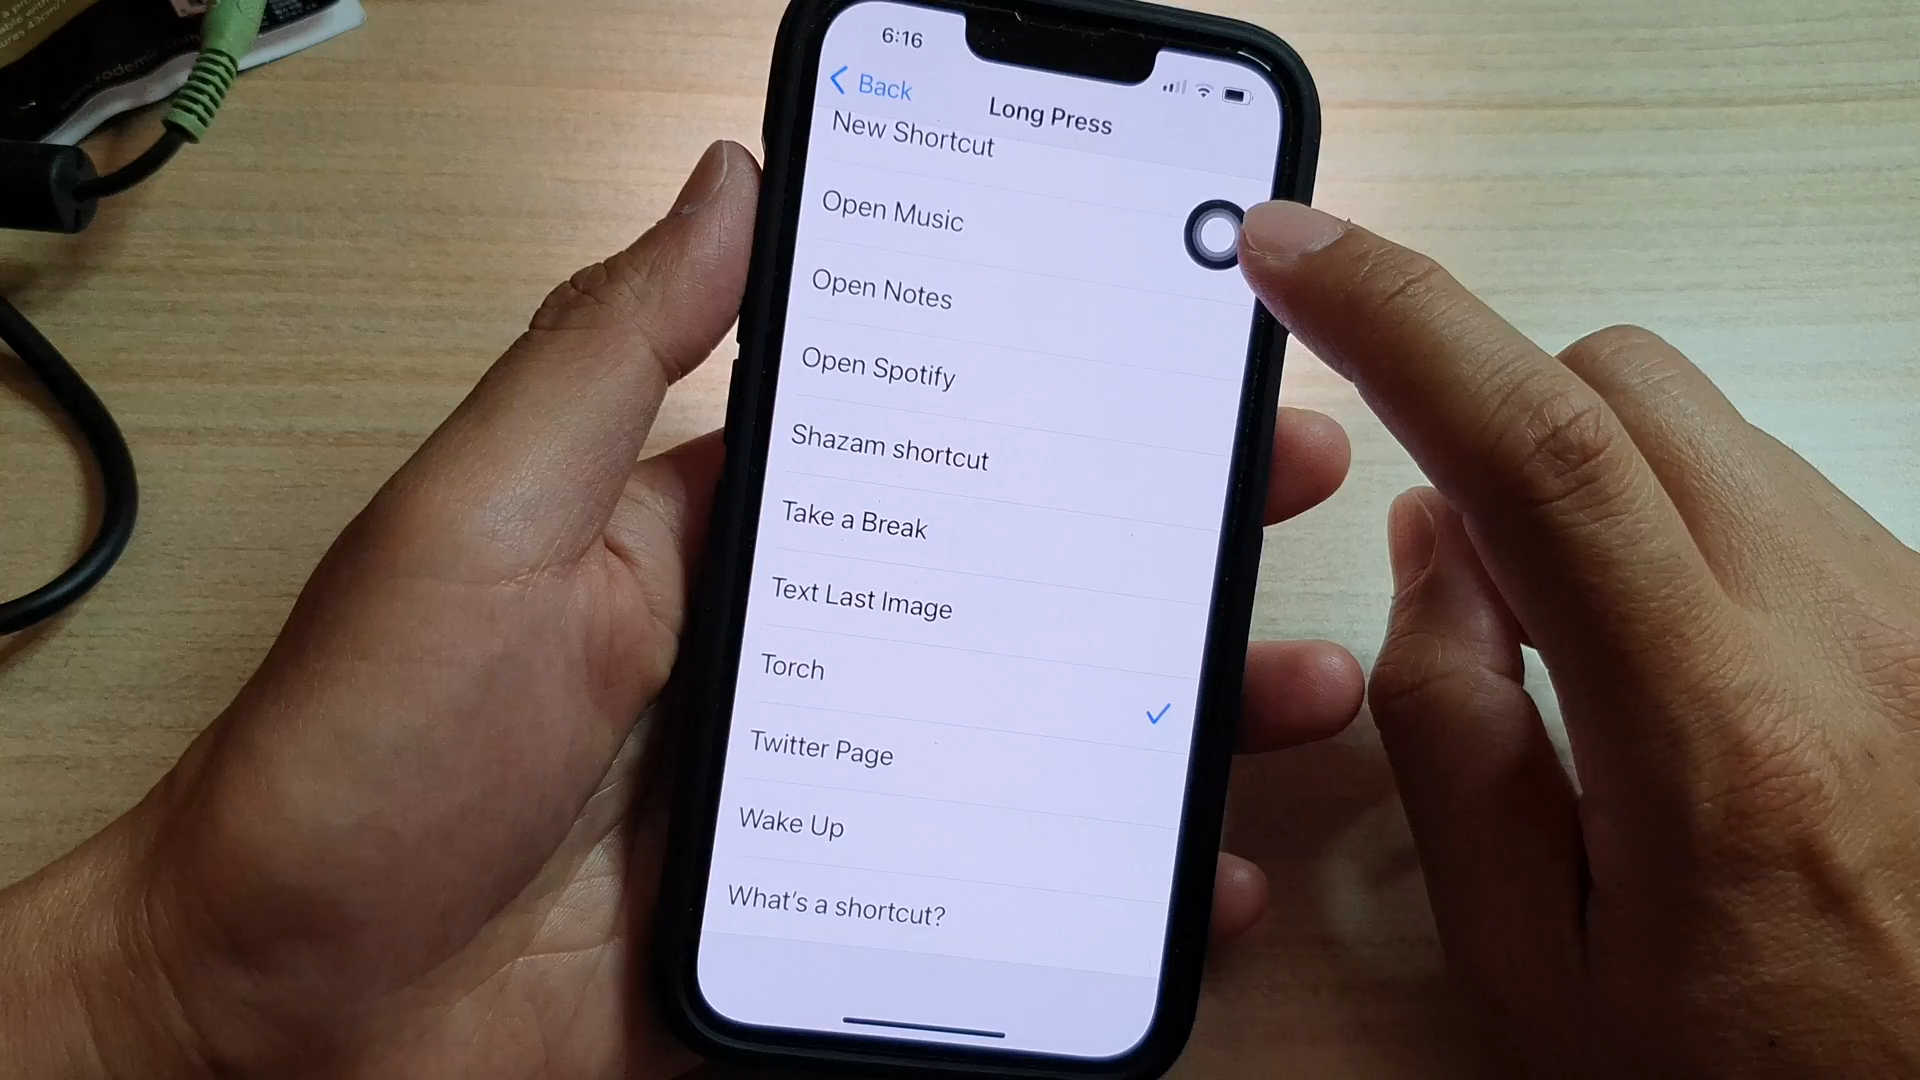 6:16
Back
Long Press
New Shortcut
Open Music
Open Notes
Open Spotify
Shazam shortcut
Take a Break
Text Last Image
Torch
Twitter Page
Wake Up
What's a shortcut?